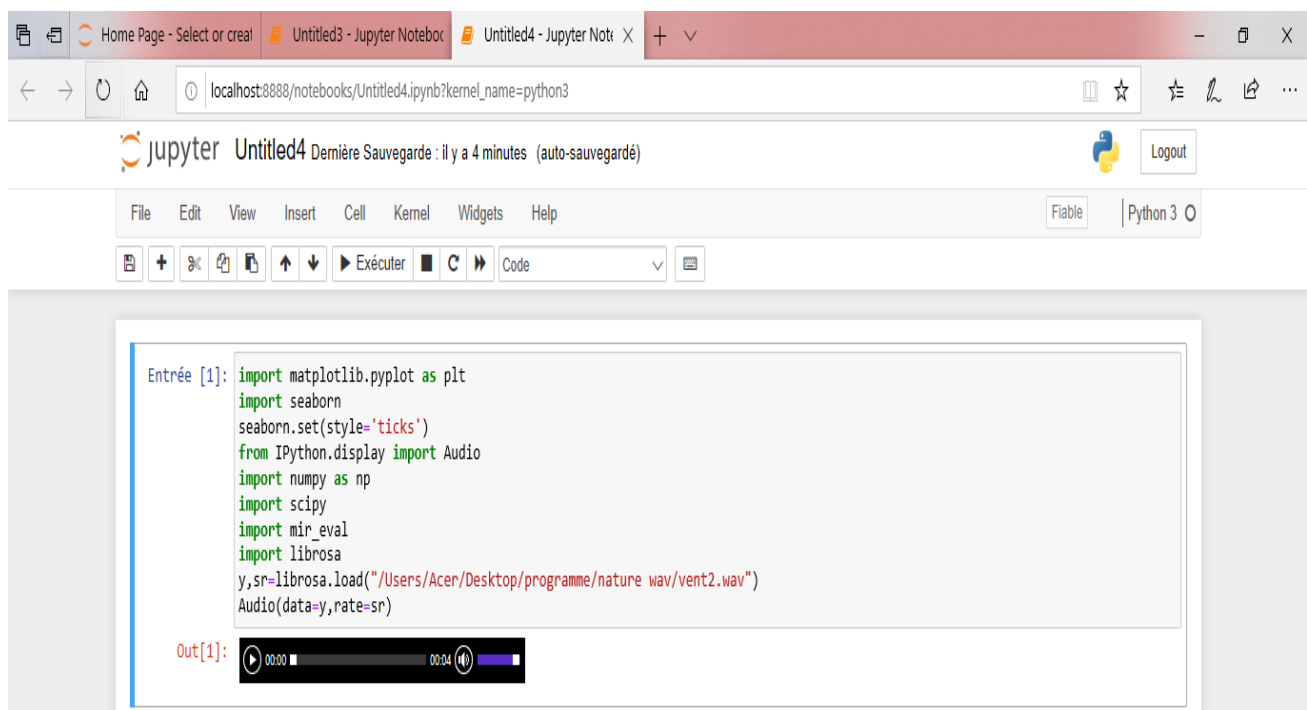 Home Page - Select or creat Untitled3 - Jupyter Noteboc Untitled4 - Jupyter Note
localhost:8888/notebooks/Untitled4.ipynb?kernel_name=python3
jupyter Untitled4 Dernière Sauvegarde : il y a 4 minutes (auto-sauvegardé) Logout
File Edit View Insert Cell Kernel Widgets Help Fiable Python 3
Exécuter Code
Entrée [1]: import matplotlib.pyplot as plt
import seaborn
seaborn.set(style='ticks')
from IPython.display import Audio
import numpy as np
import scipy
import mir_eval
import librosa
y,sr=librosa.load("/Users/Acer/Desktop/programme/nature wav/vent2.wav")
Audio(data=y,rate=sr)
Out[1]: 00:00 00:04